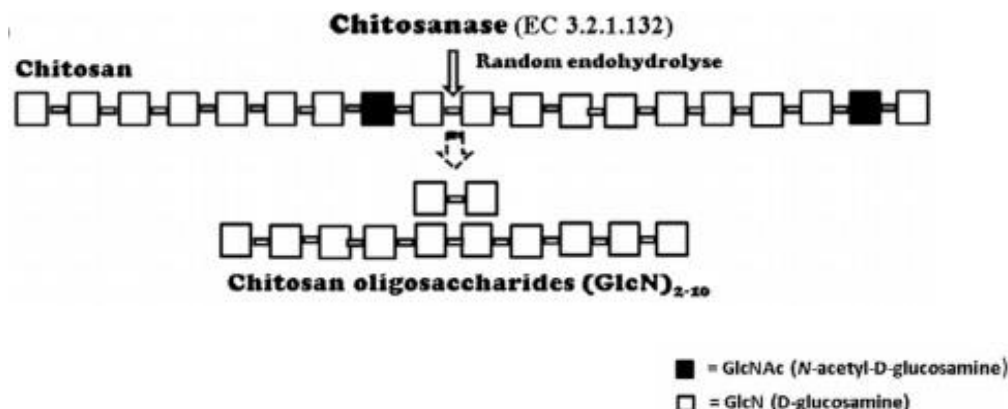 Chitosanase (EC 3.2.1.132)
Random endohydrolyse
Chitosan
Chitosan oligosaccharides (GlcN)₂₋₁₀
= GlcNAc (N-acetyl-D-glucosamine)
= GlcN (D-glucosamine)